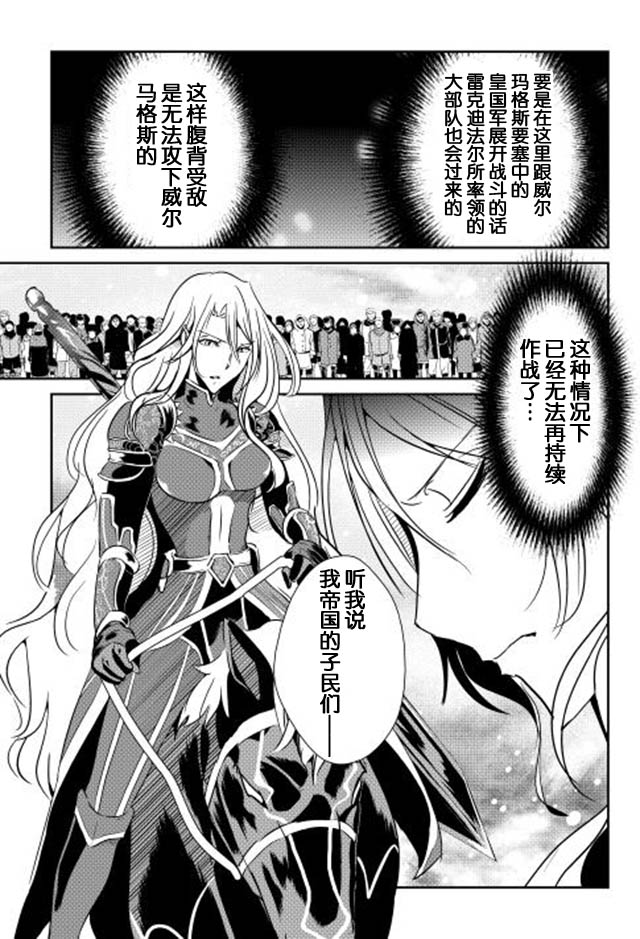 要是在这里跟威尔
玛格斯要塞中的
皇国军展开战斗的话
雷克迪法尔所率领的
大部队也会过来的
这样腹背受敌
是无法攻下威尔
马格斯的
这种情况下
已经无法再持续
作战了…
听我说
我帝国的子民们——